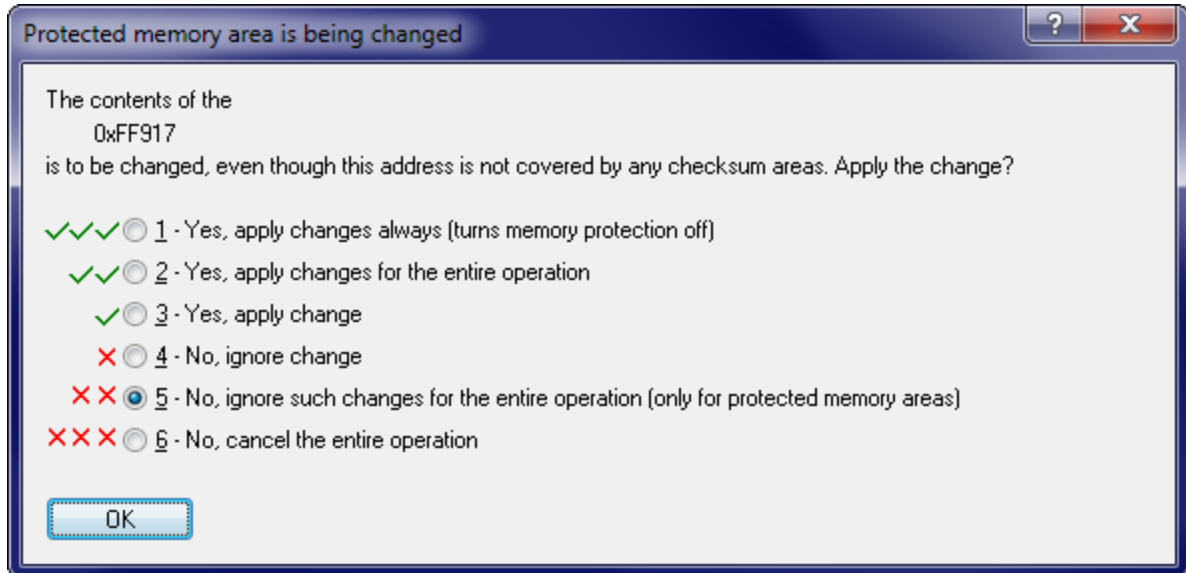 Protected memory area is being changed
?
X
The contents of the
0xFF917
is to be changed, even though this address is not covered by any checksum areas. Apply the change?
1 - Yes, apply changes always (turns memory protection off)
2 - Yes, apply changes for the entire operation
3 - Yes, apply change
4 - No, ignore change
5 - No, ignore such changes for the entire operation (only for protected memory areas)
6 - No, cancel the entire operation
OK